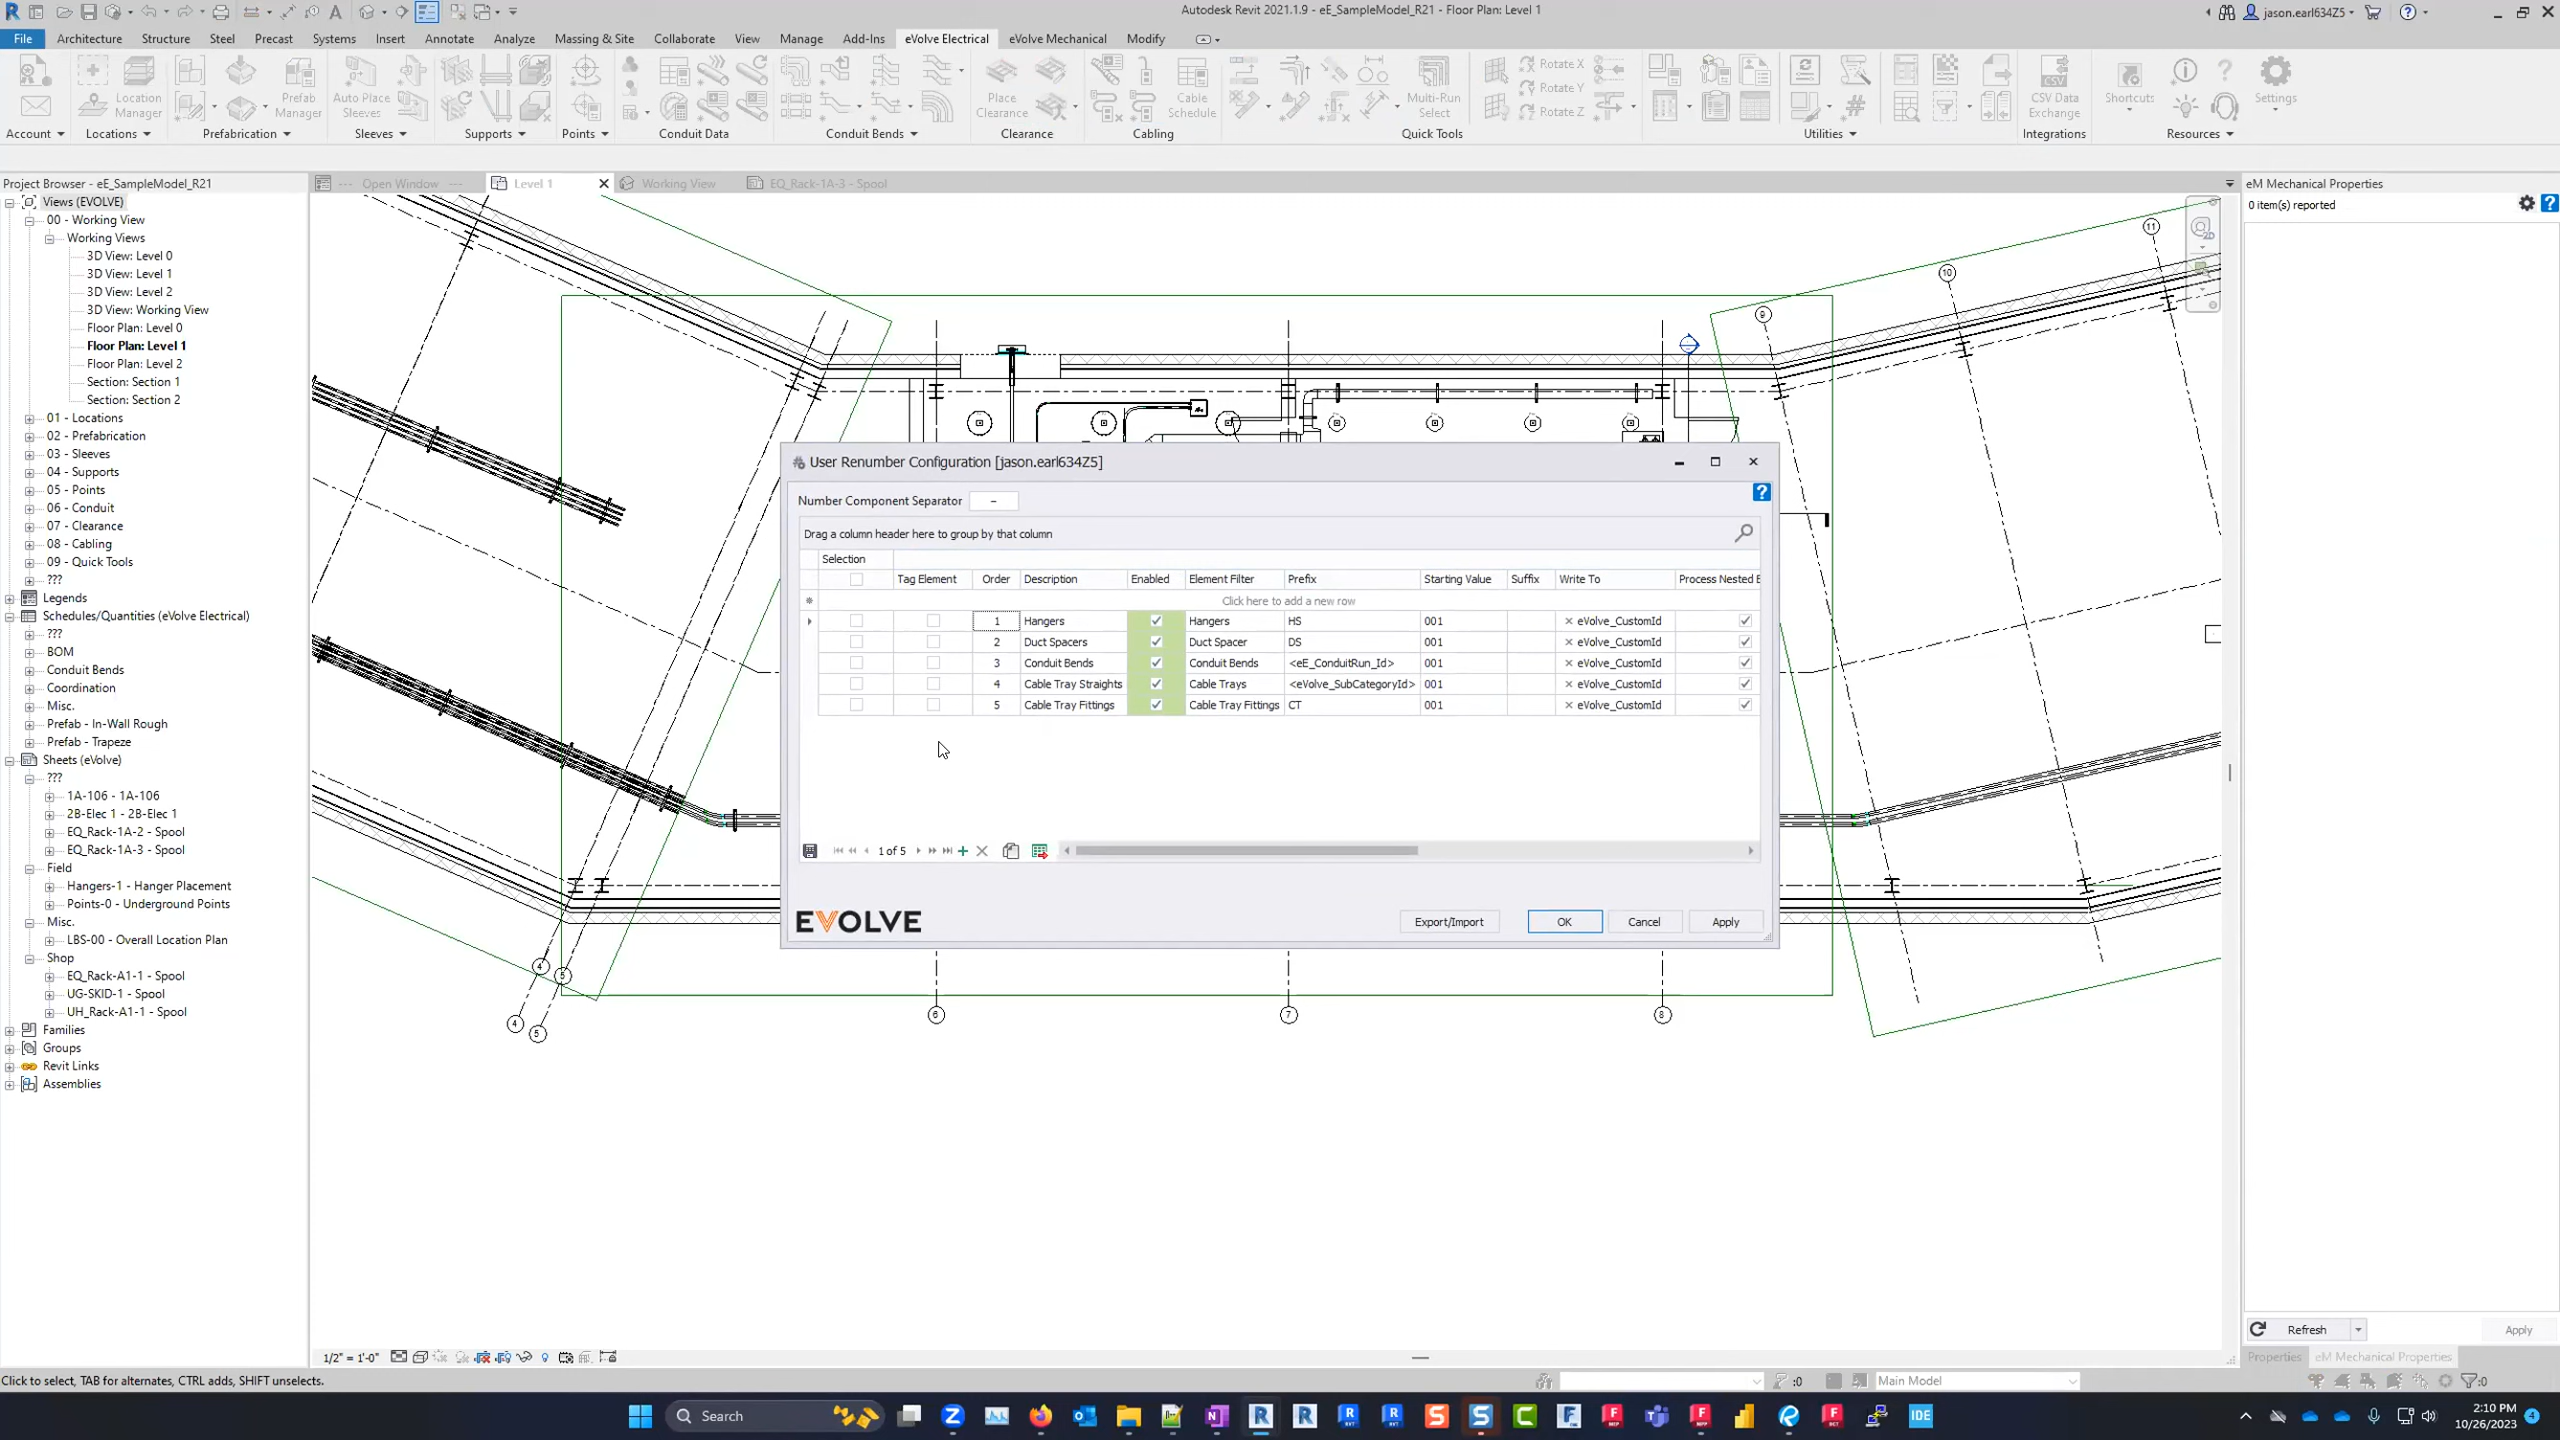 Autodesk Revit 2021.1.9 - eE_SampleModel_R21 - Floor Plan: Level 1
jason.earl634Z5
File Architecture Structure Steel Precast Systems Insert Annotate Analyze Massing & Site Collaborate View Manage Add-Ins eVolve Electrical eVolve Mechanical Modify
Location Manager
Prefab Manager
Auto Place Sleeves
Place Clearance
Cable Schedule
Multi-Run Select
Rotate X
Rotate Y
Rotate Z
CSV
CSV Data Exchange
Shortcuts
Settings
Account Locations Prefabrication Sleeves Supports Points Conduit Data Conduit Bends Clearance Cabling Quick Tools Utilities Integrations Resources
Project Browser - eE_SampleModel_R21
Open Window
Level 1
Working View
EQ_Rack-1A-3 - Spool
eM Mechanical Properties
0 item(s) reported
Views (EVOLVE)
00 - Working View
Working Views
3D View: Level 0
3D View: Level 1
3D View: Level 2
3D View: Working View
Floor Plan: Level 0
Floor Plan: Level 1
Floor Plan: Level 2
Section: Section 1
Section: Section 2
01 - Locations
02 - Prefabrication
03 - Sleeves
04 - Supports
05 - Points
06 - Conduit
07 - Clearance
08 - Cabling
09 - Quick Tools
???
Legends
Schedules/Quantities (eVolve Electrical)
???
BOM
Conduit Bends
Coordination
Misc.
Prefab - In-Wall Rough
Prefab - Trapeze
Sheets (eVolve)
???
1A-106 - 1A-106
2B-Elec 1 - 2B-Elec 1
EQ_Rack-1A-2 - Spool
EQ_Rack-1A-3 - Spool
Field
Hangers-1 - Hanger Placement
Points-0 - Underground Points
Misc.
LBS-00 - Overall Location Plan
Shop
EQ_Rack-A1-1 - Spool
UG-SKID-1 - Spool
UH_Rack-A1-1 - Spool
Families
Groups
Revit Links
Assemblies
11
10
9
User Renumber Configuration [jason.earl634Z5]
Number Component Separator -
Drag a column header here to group by that column
Selection
Tag Element Order Description Enabled Element Filter Prefix Starting Value Suffix Write To Process Nested E
Click here to add a new row
1 Hangers Hangers HS 001 eVolve_CustomId
2 Duct Spacers Duct Spacer DS 001 eVolve_CustomId
3 Conduit Bends Conduit Bends <eE_ConduitRun_Id> 001 eVolve_CustomId
4 Cable Tray Straights Cable Trays <eVolve_SubCategoryId> 001 eVolve_CustomId
5 Cable Tray Fittings Cable Tray Fittings CT 001 eVolve_CustomId
1 of 5
EVOLVE
Export/Import OK Cancel Apply
4 5
4 5
6 7 8
1/2" = 1'-0"
Refresh Apply
Properties eM Mechanical Properties
Click to select, TAB for alternates, CTRL adds, SHIFT unselects.
:0
Main Model
:0
Search
IDE
2:10 PM
10/26/2023
4